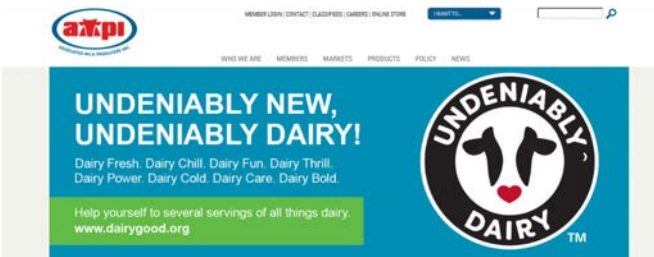 MEMBER LOGIN | CONTACT | CLASSIFIEDS | CAREERS | ONLINE STORE
I WANT TO...
ampi
ASSOCIATED MILK PRODUCERS INC.
WHO WE ARE MEMBERS MARKETS PRODUCTS POLICY NEWS
UNDENIABLY NEW,
UNDENIABLY DAIRY!
Dairy Fresh. Dairy Chill. Dairy Fun. Dairy Thrill.
Dairy Power. Dairy Cold. Dairy Care. Dairy Bold.
Help yourself to several servings of all things dairy.
www.dairygood.org
UNDENIABLY
DAIRY
TM